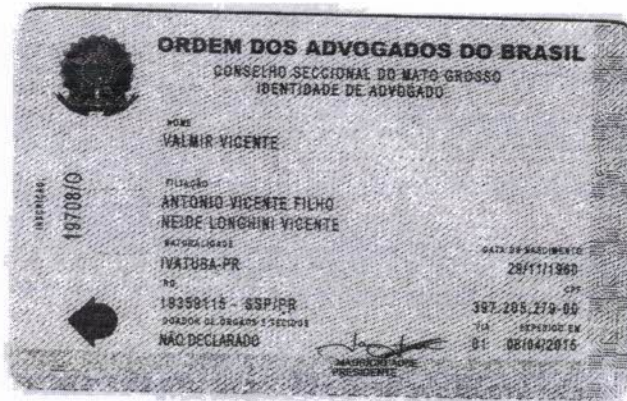 ORDEM DOS ADVOGADOS DO BRASIL
CONSELHO SECCIONAL DO MATO GROSSO
IDENTIDADE DE ADVOGADO
NOME
VALMIR VICENTE
FILIAÇÃO
ANTONIO VICENTE FILHO
NEIDE LONGHINI VICENTE
NATURALIDADE
IVATUBA-PR
DATA DE NASCIMENTO
29/11/1960
RG
18359115 - SSP/PR
CPF
397.205.279-00
DOADOR DE ÓRGÃOS E TECIDOS
NÃO DECLARADO
VIA
01
EXPEDIDO EM
08/04/2015
PRESIDENTE
INSCRIÇÃO:
19708/O